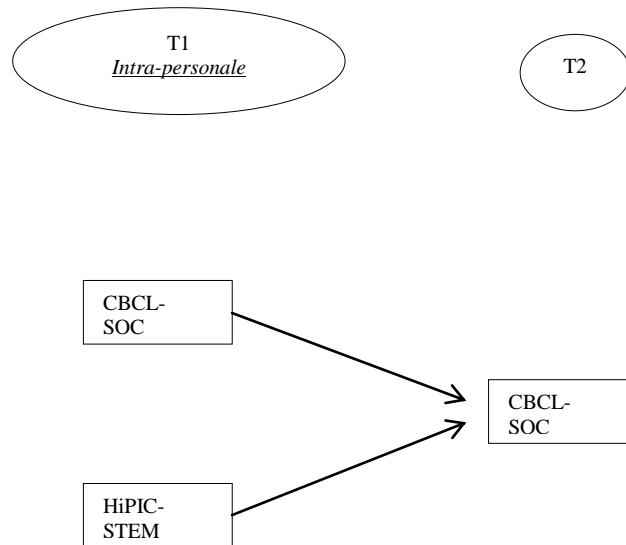 T1
Intra-personale
T2
CBCL-
SOC
CBCL-
SOC
HiPIC-
STEM